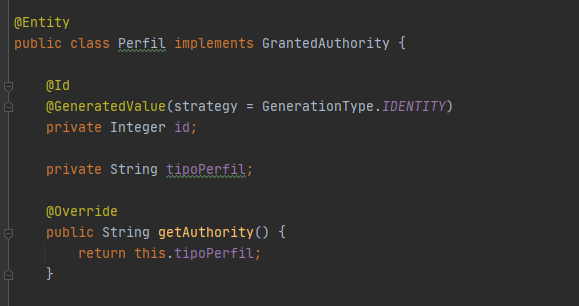 @Entity
public class Perfil implements GrantedAuthority {
@Id
@GeneratedValue(strategy = GenerationType.IDENTITY)
private Integer id;
private String tipoPerfil;
@Override
public String getAuthority() {
return this.tipoPerfil;
}